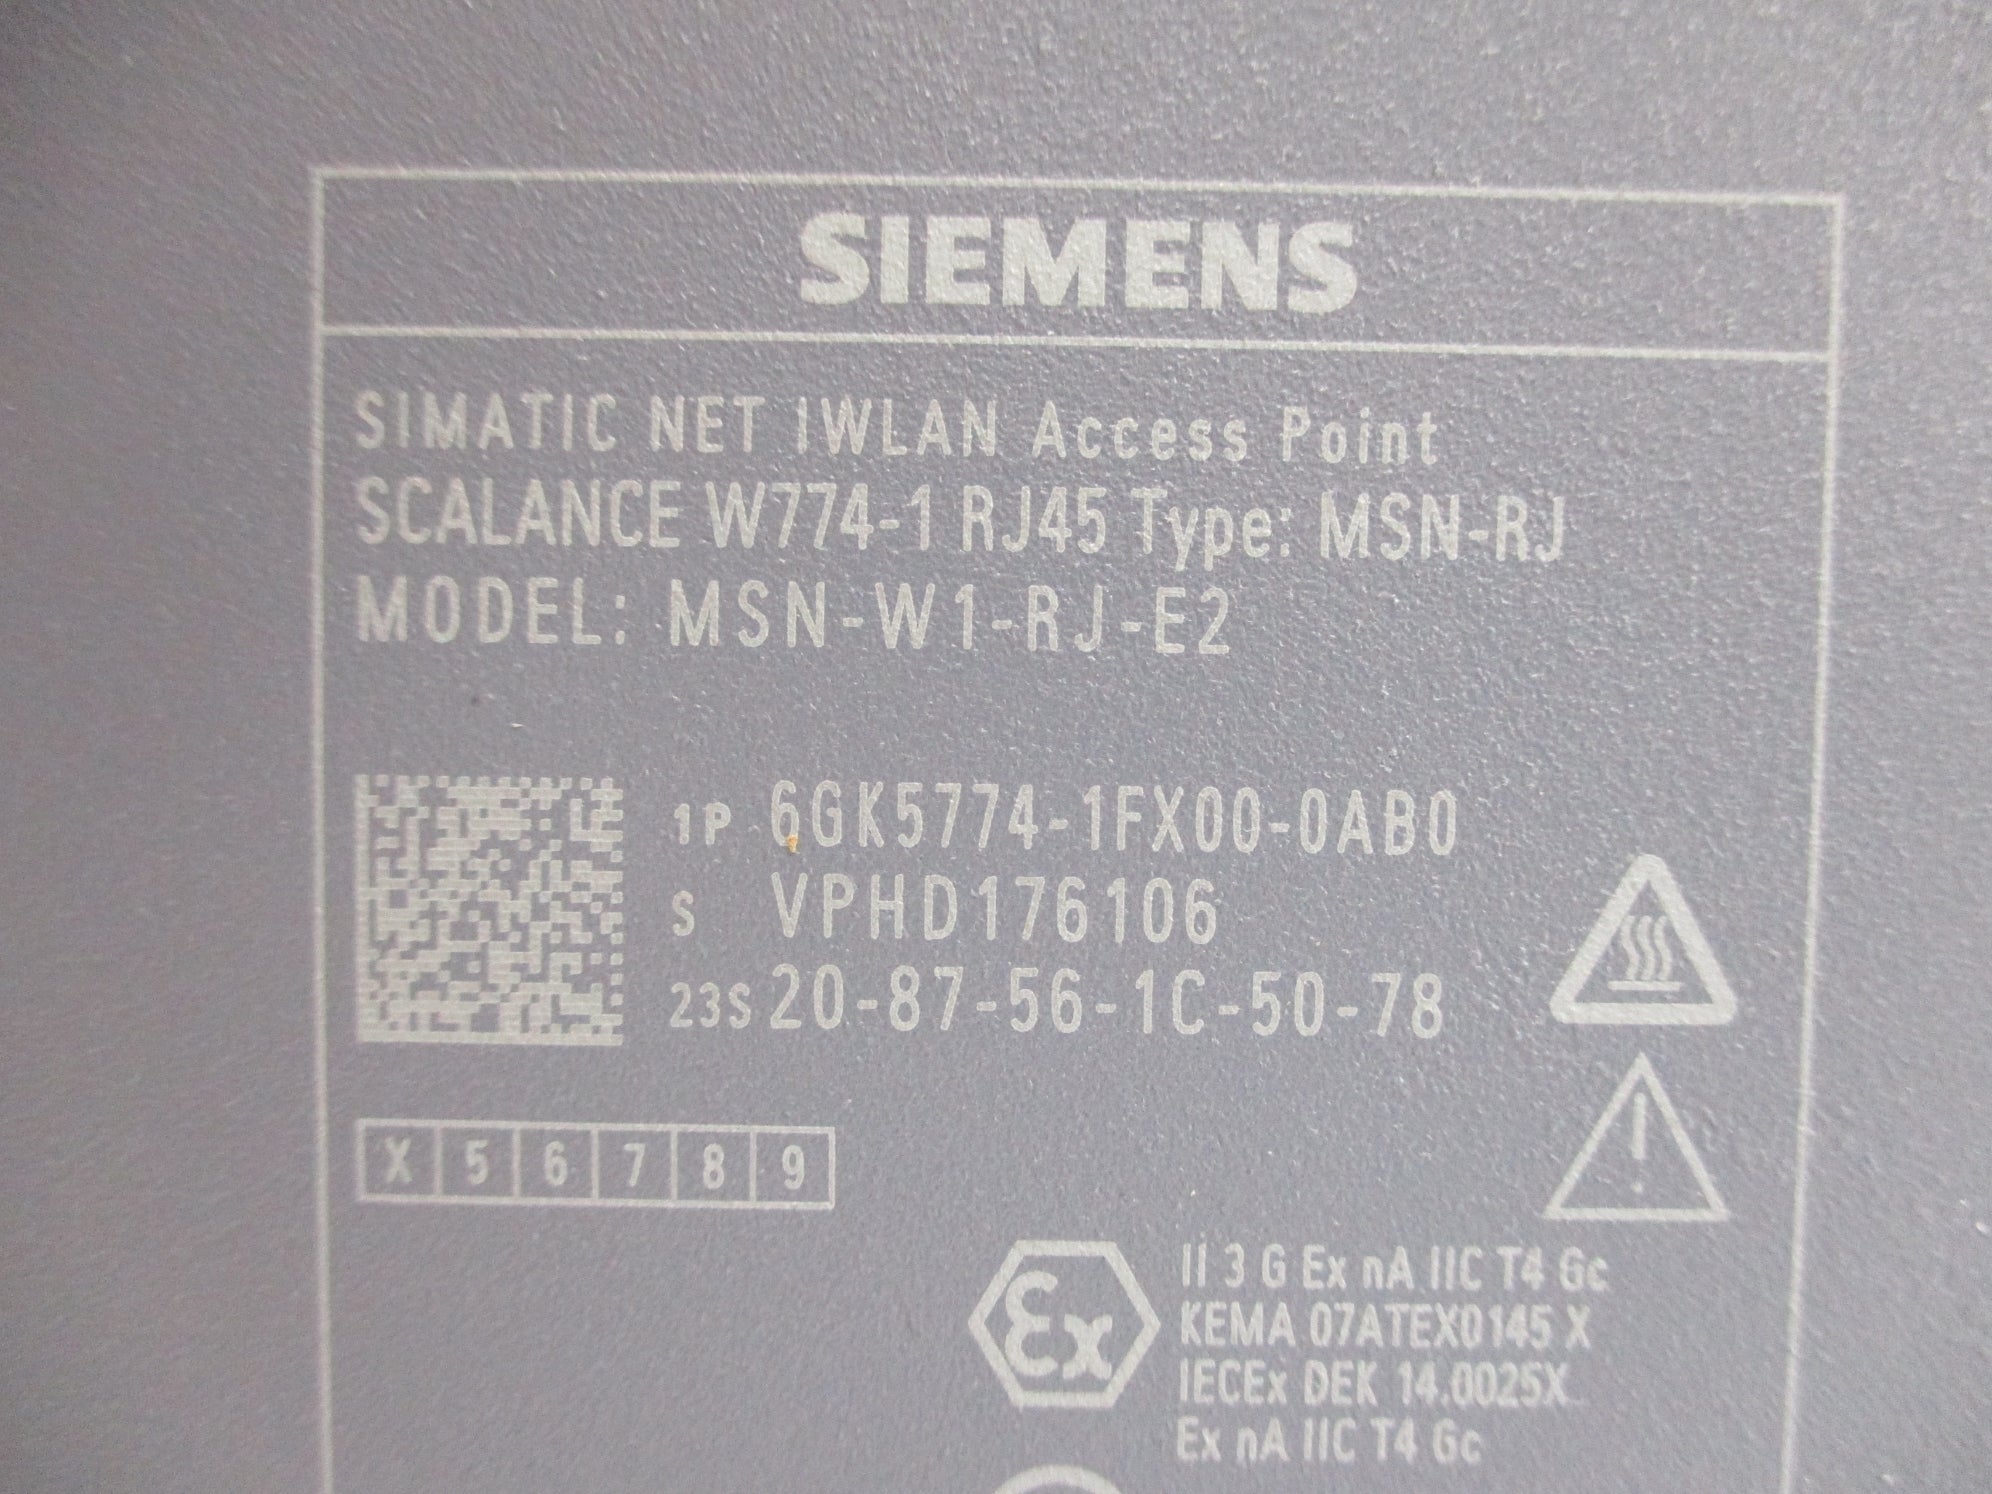 SIEMENS
SIMATIC NET IWLAN Access Point
SCALANCE W774-1 RJ45 Type: MSN-RJ
MODEL: MSN-W1-RJ-E2
1P 6GK5774-1FX00-0AB0
S VPHD176106
23S 20-87-56-1C-50-78
X 5 6 7 8 9
Ex II 3 G Ex nA IIC T4 Gc
KEMA 07ATEX0145 X
IECEx DEK 14.0025X
Ex nA IIC T4 Gc